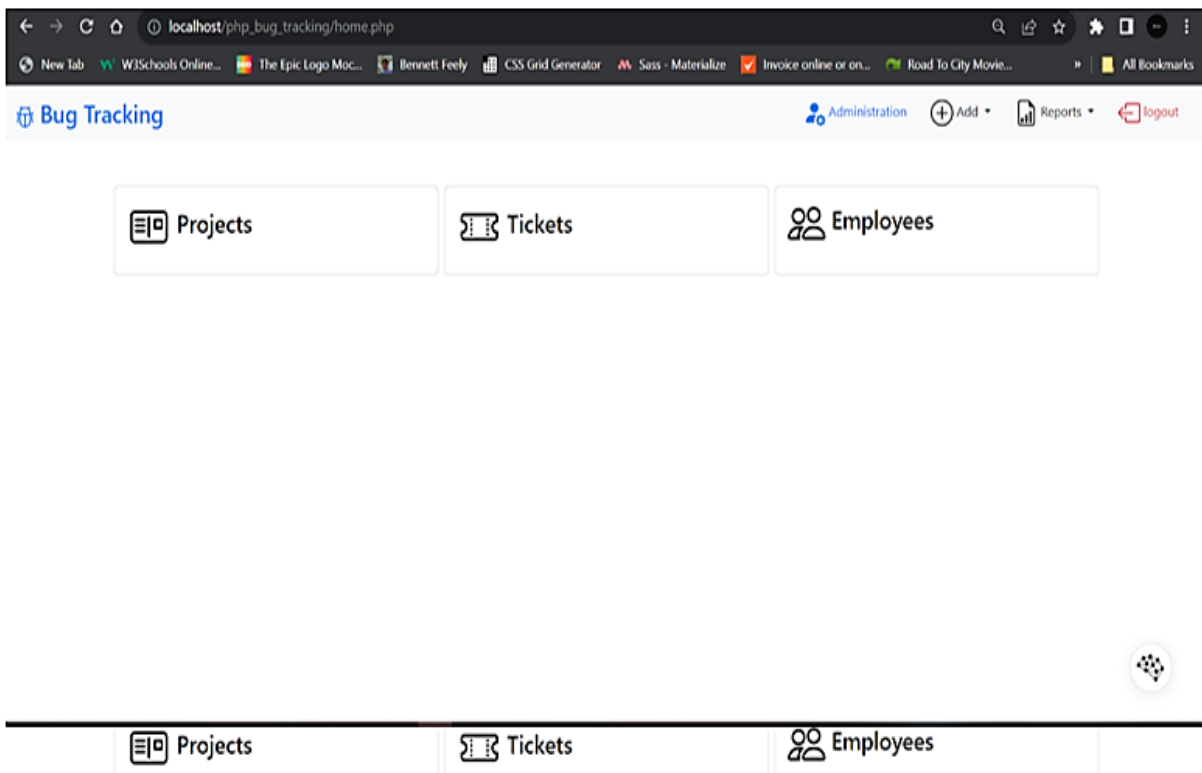 localhost/php_bug_tracking/home.php
New Tab W3Schools Online... The Epic Logo Moc... Bennett Feely CSS Grid Generator Sass - Materialize Invoice online or on... Road To City Movie... » All Bookmarks
Bug Tracking Administration Add Reports logout
Projects Tickets Employees
Projects Tickets Employees